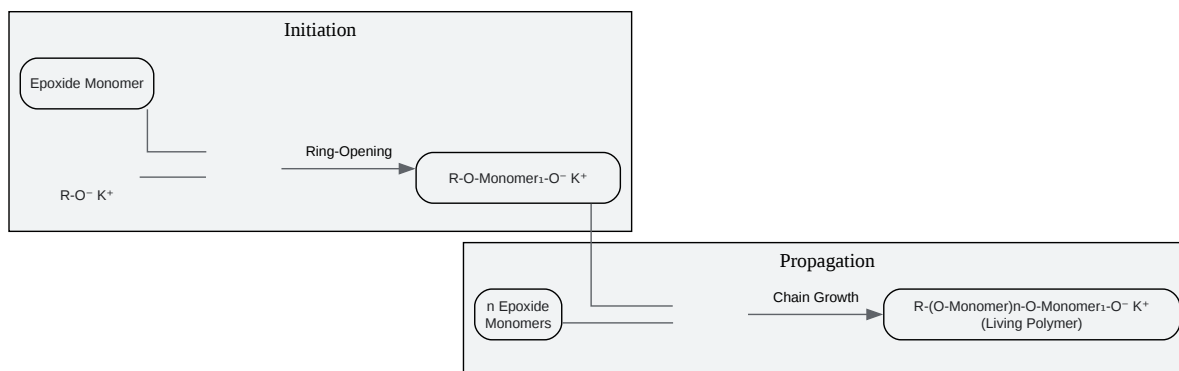 Initiation
Epoxide Monomer
Ring-Opening
R-O⁻ K⁺
R-O-Monomer₁-O⁻ K⁺
Propagation
n Epoxide
Monomers
Chain Growth
R-(O-Monomer)n-O-Monomer₁-O⁻ K⁺
(Living Polymer)